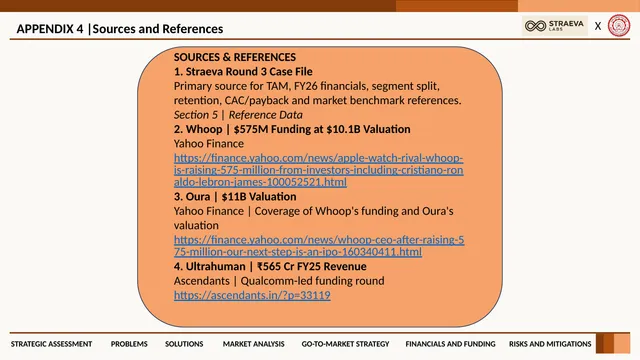 APPENDIX 4 |Sources and References
STRAEVA
LABS
X
SOURCES & REFERENCES
1. Straeva Round 3 Case File
Primary source for TAM, FY26 financials, segment split,
retention, CAC/payback and market benchmark references.
Section 5 | Reference Data
2. Whoop | $575M Funding at $10.1B Valuation
Yahoo Finance
https://finance.yahoo.com/news/apple-watch-rival-whoop-
is-raising-575-million-from-investors-including-cristiano-ron
aldo-lebron-james-100052521.html
3. Oura | $11B Valuation
Yahoo Finance | Coverage of Whoop's funding and Oura's
valuation
https://finance.yahoo.com/news/whoop-ceo-after-raising-5
75-million-our-next-step-is-an-ipo-160340411.html
4. Ultrahuman | ₹565 Cr FY25 Revenue
Ascendants | Qualcomm-led funding round
https://ascendants.in/?p=33119
STRATEGIC ASSESSMENT PROBLEMS SOLUTIONS MARKET ANALYSIS GO-TO-MARKET STRATEGY FINANCIALS AND FUNDING RISKS AND MITIGATIONS